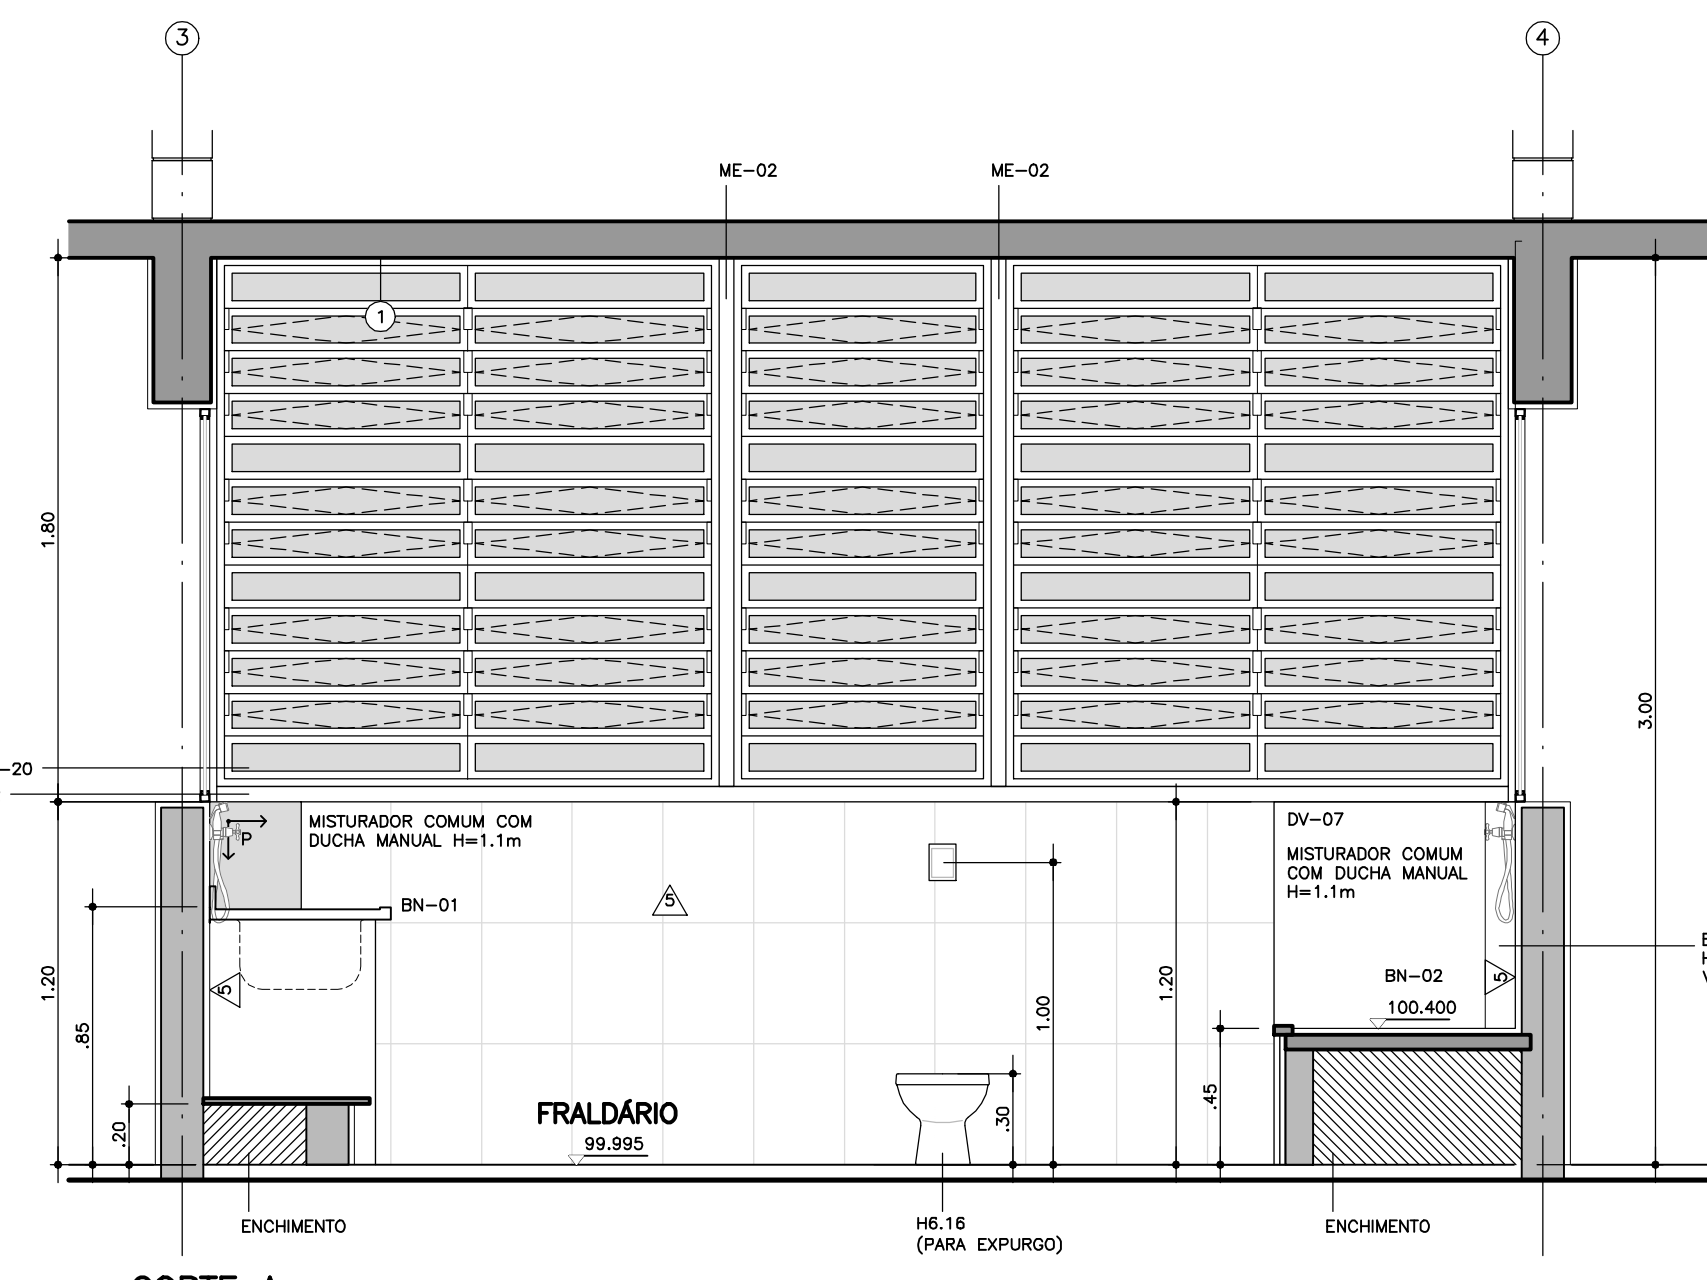 3
4
ME-02
ME-02
1
1.80
-20
MISTURADOR COMUM COM
DUCHA MANUAL H=1.1m
P
DV-07
MISTURADOR COMUM
COM DUCHA MANUAL
H=1.1m
3.00
BN-01
5
5
5
BN-02
100.400
1.20
.85
.20
1.20
1.00
.30
.45
FRALDÁRIO
99.995
ENCHIMENTO
H6.16
(PARA EXPURGO)
ENCHIMENTO